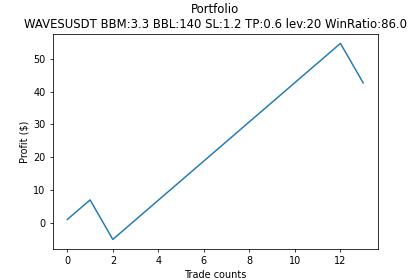 Portfolio
WAVESUSDT BBM:3.3 BBL:140 SL:1.2 TP:0.6 lev:20 WinRatio:86.0
Profit ($)
50
40
30
20
10
0
0 2 4 6 8 10 12
Trade counts